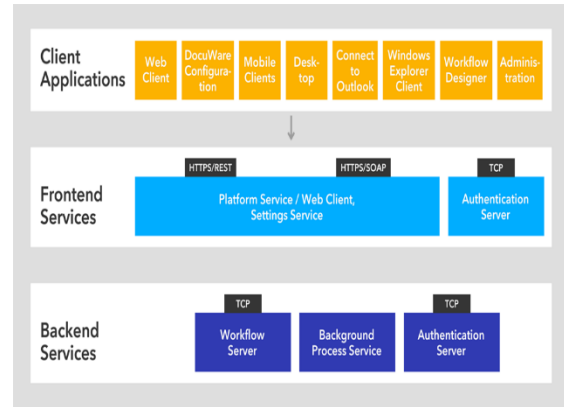 Client
Applications
Web
Client
DocuWare
Configura-
tion
Mobile
Clients
Desk-
top
Connect
to
Outlook
Windows
Explorer
Client
Workflow
Designer
Adminis-
tration
Frontend
Services
HTTPS/REST
HTTPS/SOAP
TCP
Platform Service / Web Client,
Settings Service
Authentication
Server
Backend
Services
TCP
TCP
Workflow
Server
Background
Process Service
Authentication
Server